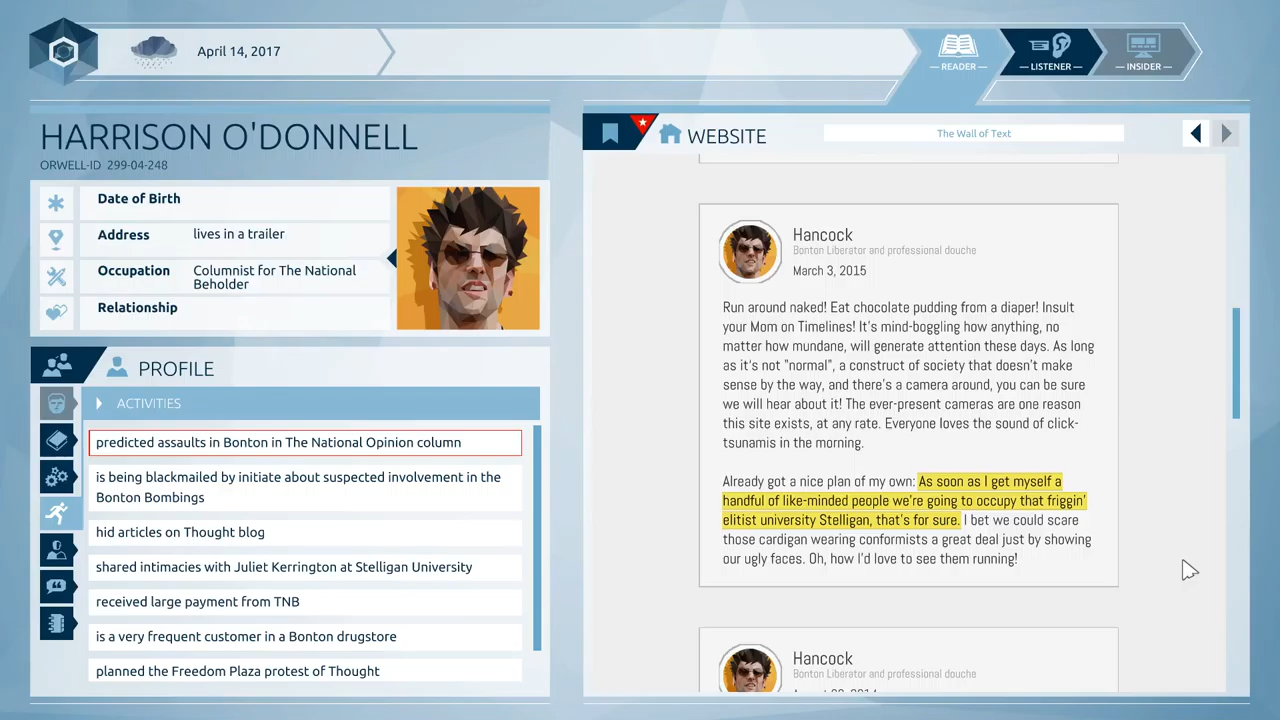 April 14, 2017
— READER —
— LISTENER —
— INSIDER —
HARRISON O'DONNELL
ORWELL-ID 299-04-248
Date of Birth
Address lives in a trailer
Occupation Columnist for The National
Beholder
Relationship
PROFILE
ACTIVITIES
predicted assaults in Bonton in The National Opinion column
is being blackmailed by initiate about suspected involvement in the
Bonton Bombings
hid articles on Thought blog
shared intimacies with Juliet Kerrington at Stelligan University
received large payment from TNB
is a very frequent customer in a Bonton drugstore
planned the Freedom Plaza protest of Thought
WEBSITE
The Wall of Text
Hancock
Bonton Liberator and professional douche
March 3, 2015
Run around naked! Eat chocolate pudding from a diaper! Insult
your Mom on Timelines! It's mind-boggling how anything, no
matter how mundane, will generate attention these days. As long
as it's not "normal", a construct of society that doesn't make
sense by the way, and there's a camera around, you can be sure
we will hear about it! The ever-present cameras are one reason
this site exists, at any rate. Everyone loves the sound of click-
tsunamis in the morning.
Already got a nice plan of my own: As soon as I get myself a
handful of like-minded people we're going to occupy that friggin'
elitist university Stelligan, that's for sure. I bet we could scare
those cardigan wearing conformists a great deal just by showing
our ugly faces. Oh, how I'd love to see them running!
Hancock
Bonton Liberator and professional douche